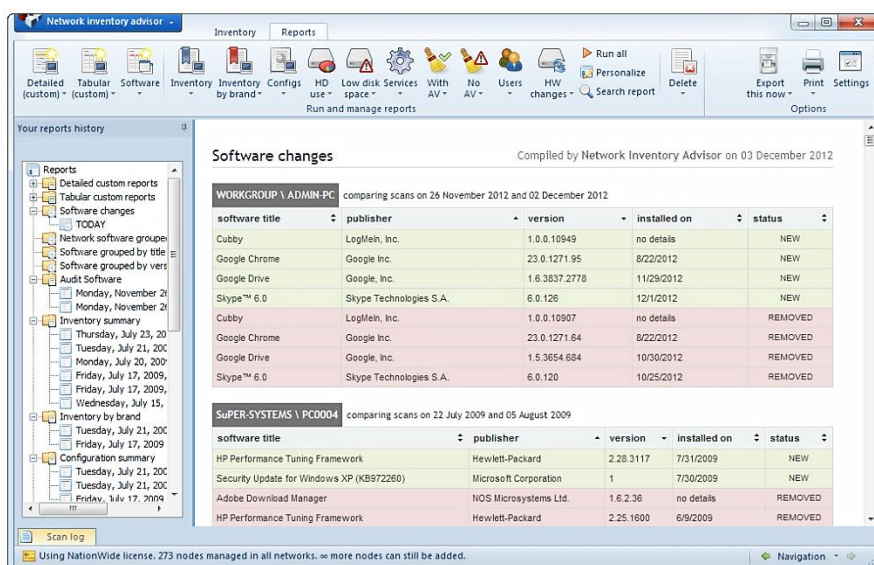 Network inventory advisor
Inventory Reports
Detailed (custom) Tabular (custom) Software Inventory Inventory by brand Configs HD use Low disk space Services With AV No AV Users HW changes
Run all
Personalize
Search report
Delete Export this now Print Settings
Run and manage reports Options
Your reports history
Reports
Detailed custom reports
Tabular custom reports
Software changes
TODAY
Network software groupe
Software grouped by title
Software grouped by vers
Audit Software
Monday, November 26
Monday, November 26
Inventory summary
Thursday, July 23, 20
Tuesday, July 21, 200
Monday, July 20, 200
Friday, July 17, 2009,
Friday, July 17, 2009,
Wednesday, July 15,
Inventory by brand
Tuesday, July 21, 200
Friday, July 17, 2009
Configuration summary
Tuesday, July 21, 200
Tuesday, July 21, 200
Friday, July 17, 2009
Software changes Compiled by Network Inventory Advisor on 03 December 2012
WORKGROUP \ ADMIN-PC comparing scans on 26 November 2012 and 02 December 2012
software title publisher version installed on status
Cubby LogMeIn, Inc. 1.0.0.10949 no details NEW
Google Chrome Google Inc. 23.0.1271.95 8/22/2012 NEW
Google Drive Google, Inc. 1.6.3837.2778 11/29/2012 NEW
Skype™ 6.0 Skype Technologies S.A. 6.0.126 12/1/2012 NEW
Cubby LogMeIn, Inc. 1.0.0.10907 no details REMOVED
Google Chrome Google Inc. 23.0.1271.64 8/22/2012 REMOVED
Google Drive Google, Inc. 1.5.3654.684 10/30/2012 REMOVED
Skype™ 6.0 Skype Technologies S.A. 6.0.120 10/25/2012 REMOVED
SuPER-SYSTEMS \ PC0004 comparing scans on 22 July 2009 and 05 August 2009
software title publisher version installed on status
HP Performance Tuning Framework Hewlett-Packard 2.28.3117 7/31/2009 NEW
Security Update for Windows XP (KB972260) Microsoft Corporation 1 7/30/2009 NEW
Adobe Download Manager NOS Microsystems Ltd. 1.6.2.36 no details REMOVED
HP Performance Tuning Framework Hewlett-Packard 2.25.1600 6/9/2009 REMOVED
Scan log
Using NationWide license. 273 nodes managed in all networks. ∞ more nodes can still be added. Navigation